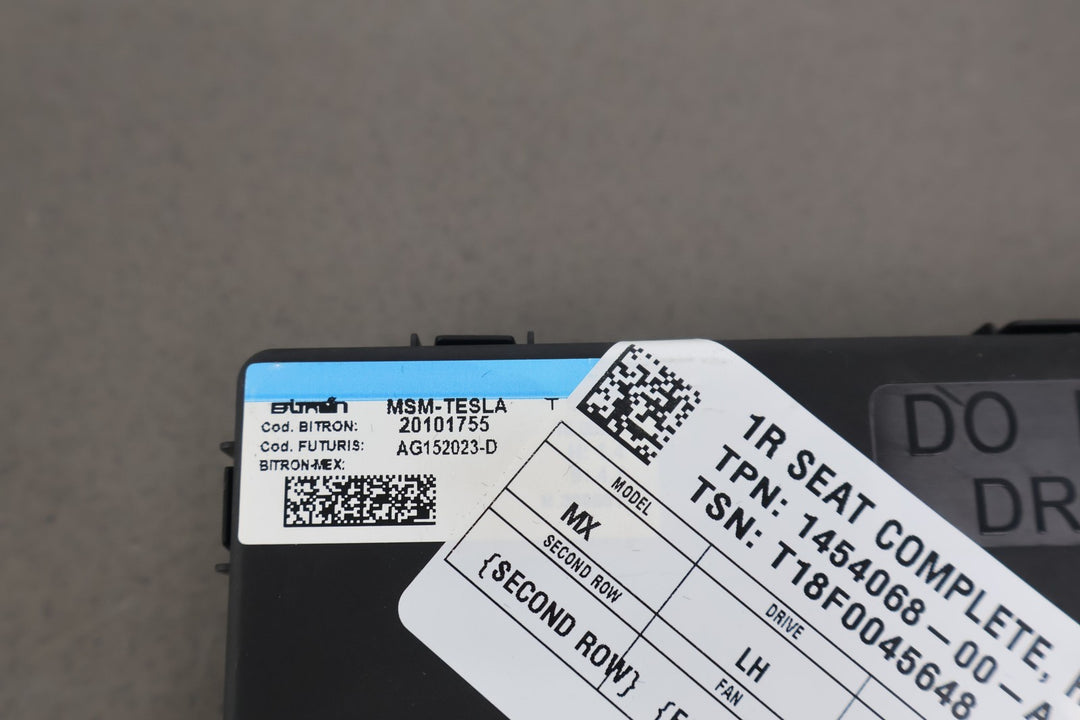 Bitron MSM-TESLA T
Cod. BITRON: 20101755
Cod. FUTURIS: AG152023-D
BITRON-MEX:
1R SEAT COMPLETE,
TPN: 1454068-00-A
TSN: T18F0045648
MODEL
MX
DRIVE
LH
SECOND ROW
{SECOND ROW}
FAN
DO
DR